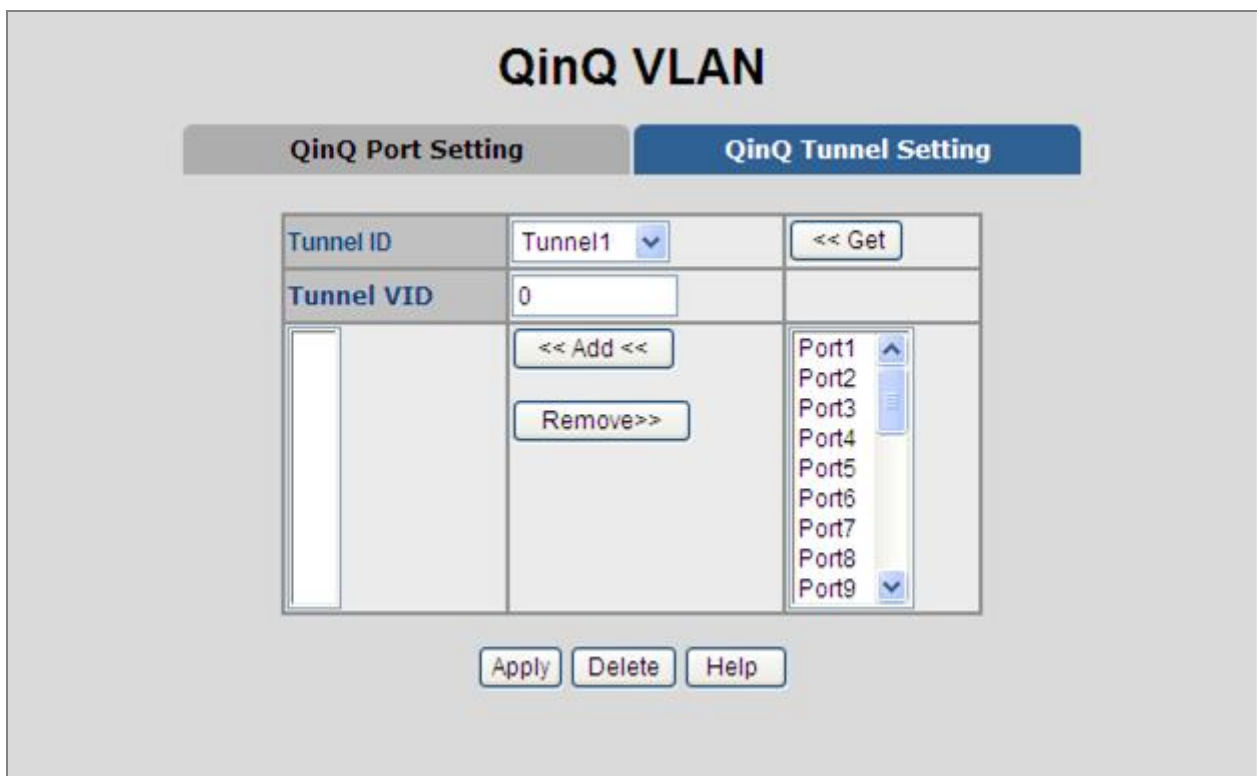 QinQ VLAN
QinQ Port Setting
QinQ Tunnel Setting
Tunnel ID
Tunnel1
<< Get
Tunnel VID
0
<< Add <<
Remove>>
Port1
Port2
Port3
Port4
Port5
Port6
Port7
Port8
Port9
Apply
Delete
Help